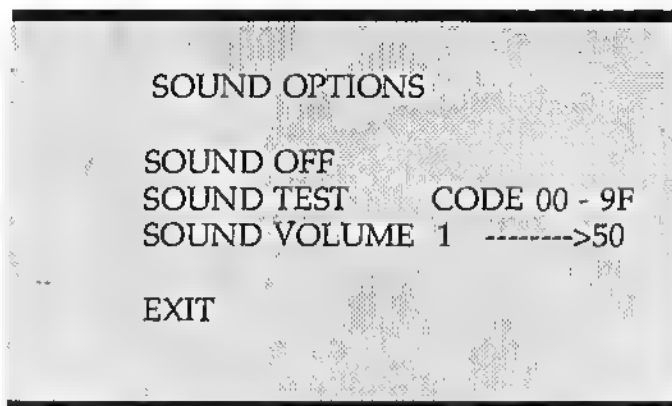 SOUND OPTIONS
SOUND OFF
SOUND TEST CODE 00 - 9F
SOUND VOLUME 1 -------->50
EXIT